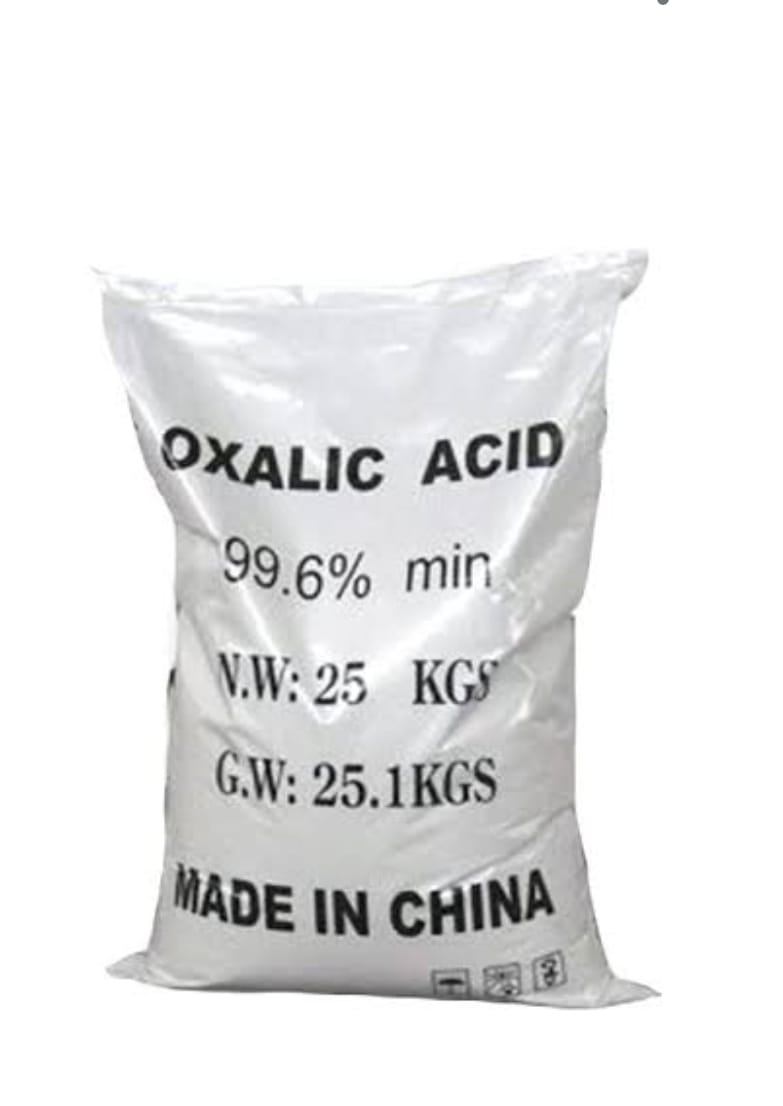 OXALIC ACID
99.6% min
N.W: 25 KGS
G.W: 25.1KGS
MADE IN CHINA